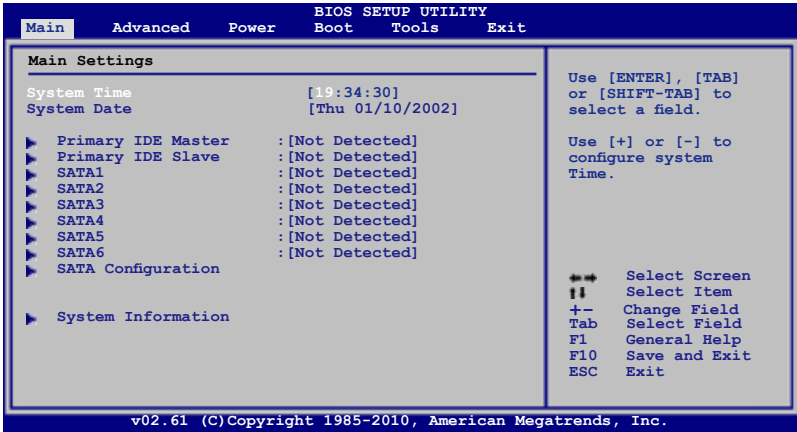 BIOS SETUP UTILITY
Main Advanced Power Boot Tools Exit
Main Settings
System Time [19:34:30]
System Date [Thu 01/10/2002]
Primary IDE Master :[Not Detected]
Primary IDE Slave :[Not Detected]
SATA1 :[Not Detected]
SATA2 :[Not Detected]
SATA3 :[Not Detected]
SATA4 :[Not Detected]
SATA5 :[Not Detected]
SATA6 :[Not Detected]
SATA Configuration
System Information
Use [ENTER], [TAB]
or [SHIFT-TAB] to
select a field.
Use [+] or [-] to
configure system
Time.
←→ Select Screen
↑↓ Select Item
+- Change Field
Tab Select Field
F1 General Help
F10 Save and Exit
ESC Exit
v02.61 (C)Copyright 1985-2010, American Megatrends, Inc.